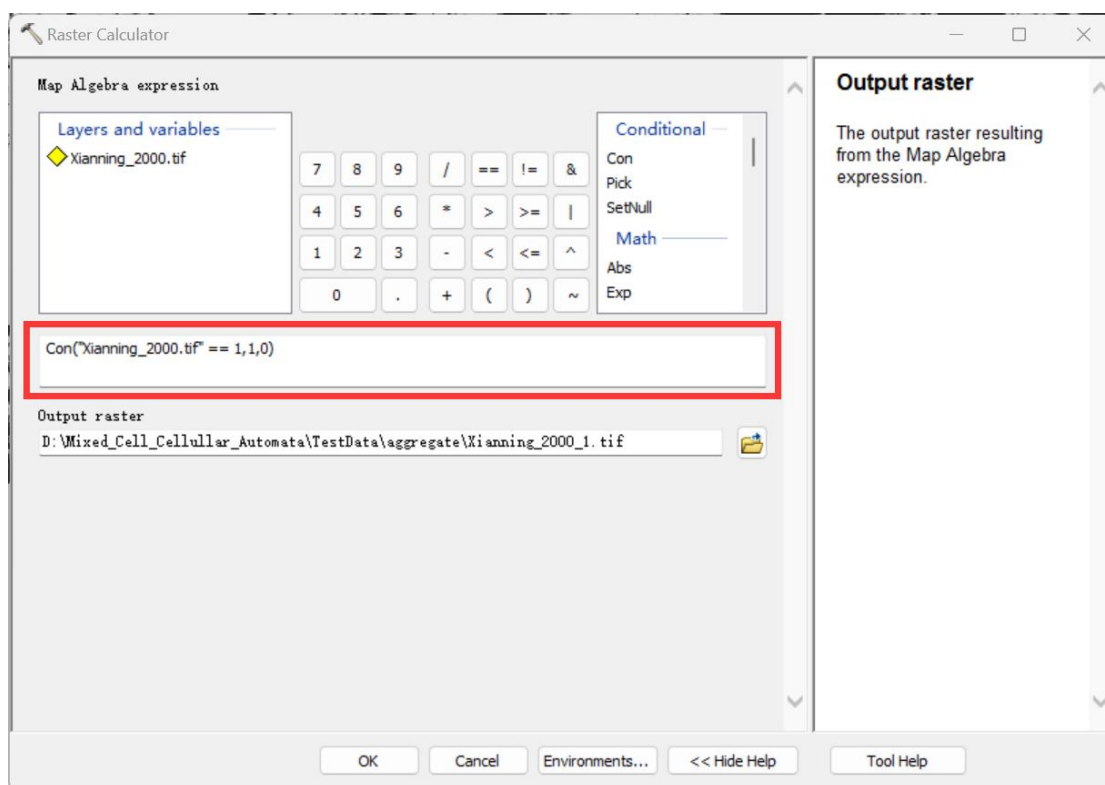 Raster Calculator
Map Algebra expression
Layers and variables
Xianning_2000.tif
7 8 9 / == != &
4 5 6 * > >= |
1 2 3 - < <= ^
0 . + ( ) ~
Conditional
Con
Pick
SetNull
Math
Abs
Exp
Con("Xianning_2000.tif" == 1,1,0)
Output raster
D:\Mixed_Cell_Cellullar_Automata\TestData\aggregate\Xianning_2000_1.tif
OK
Cancel
Environments...
<< Hide Help
Tool Help
Output raster
The output raster resulting
from the Map Algebra
expression.